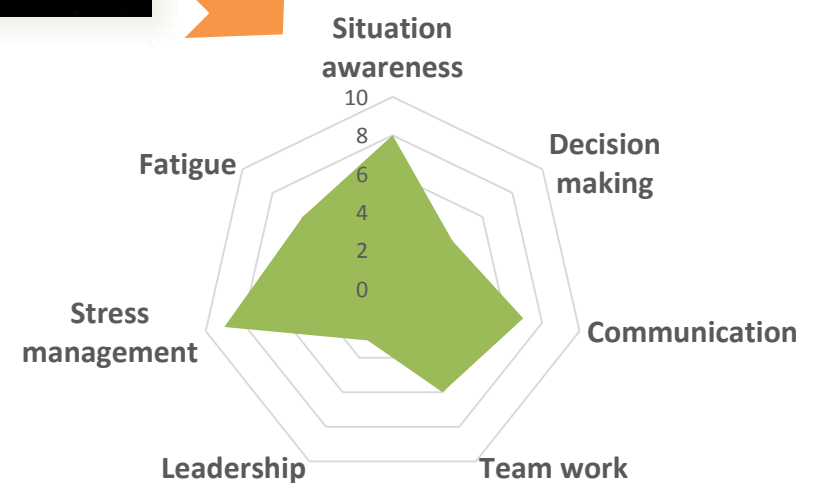 Situation
awareness
10
8
6
4
2
0
Decision
making
Communication
Team work
Leadership
Stress
management
Fatigue